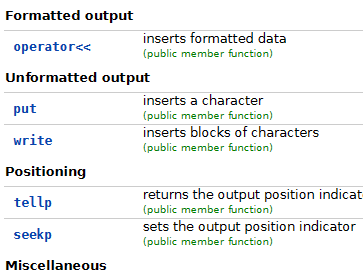 Formatted output
operator<< inserts formatted data
(public member function)
Unformatted output
put inserts a character
(public member function)
write inserts blocks of characters
(public member function)
Positioning
tellp returns the output position indicat
(public member function)
seekp sets the output position indicator
(public member function)
Miscellaneous